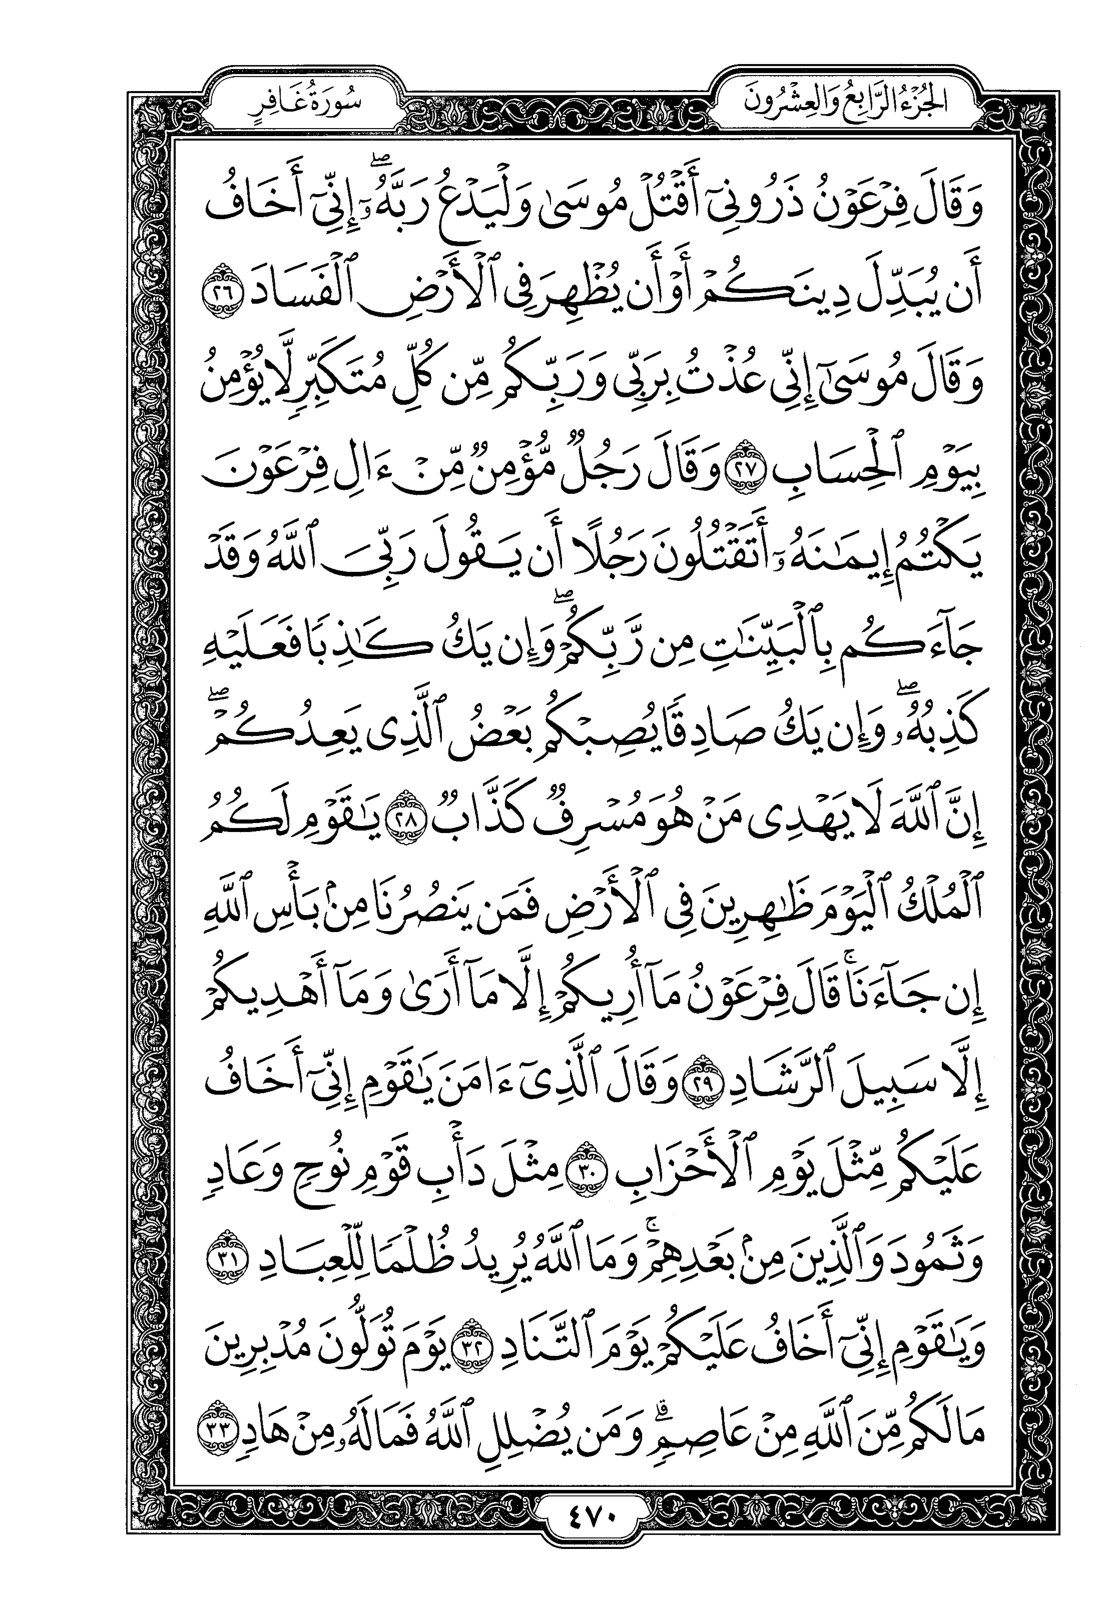 الجُزْءُ الرَّابِعُ وَالعِشْرُونَ
سُورَةُ غَافِرٍ
وَقَالَ فِرْعَوْنُ ذَرُونِىٓ أَقْتُلْ مُوسَىٰ وَلْيَدْعُ رَبَّهُۥٓ ۖ إِنِّىٓ أَخَافُ
أَن يُبَدِّلَ دِينَكُمْ أَوْ أَن يُظْهِرَ فِى ٱلْأَرْضِ ٱلْفَسَادَ ٢٦
وَقَالَ مُوسَىٰٓ إِنِّى عُذْتُ بِرَبِّى وَرَبِّكُم مِّن كُلِّ مُتَكَبِّرٍ لَّا يُؤْمِنُ
بِيَوْمِ ٱلْحِسَابِ ٢٧ وَقَالَ رَجُلٌ مُّؤْمِنٌ مِّنْ ءَالِ فِرْعَوْنَ
يَكْتُمُ إِيمَٰنَهُۥٓ أَتَقْتُلُونَ رَجُلًا أَن يَقُولَ رَبِّىَ ٱللَّهُ وَقَدْ
جَآءَكُم بِٱلْبَيِّنَٰتِ مِن رَّبِّكُمْ ۖ وَإِن يَكُ كَٰذِبًا فَعَلَيْهِ
كَذِبُهُۥ ۖ وَإِن يَكُ صَادِقًا يُصِبْكُم بَعْضُ ٱلَّذِى يَعِدُكُمْ ۖ
إِنَّ ٱللَّهَ لَا يَهْدِى مَنْ هُوَ مُسْرِفٌ كَذَّابٌ ٢٨ يَٰقَوْمِ لَكُمُ
ٱلْمُلْكُ ٱلْيَوْمَ ظَٰهِرِينَ فِى ٱلْأَرْضِ فَمَن يَنصُرُنَا مِنۢ بَأْسِ ٱللَّهِ
إِن جَآءَنَا ۚ قَالَ فِرْعَوْنُ مَآ أُرِيكُمْ إِلَّا مَآ أَرَىٰ وَمَآ أَهْدِيكُمْ
إِلَّا سَبِيلَ ٱلرَّشَادِ ٢٩ وَقَالَ ٱلَّذِىٓ ءَامَنَ يَٰقَوْمِ إِنِّىٓ أَخَافُ
عَلَيْكُم مِّثْلَ يَوْمِ ٱلْأَحْزَابِ ٣٠ مِثْلَ دَأْبِ قَوْمِ نُوحٍ وَعَادٍ
وَثَمُودَ وَٱلَّذِينَ مِنۢ بَعْدِهِمْ ۚ وَمَا ٱللَّهُ يُرِيدُ ظُلْمًا لِّلْعِبَادِ ٣١
وَيَٰقَوْمِ إِنِّىٓ أَخَافُ عَلَيْكُمْ يَوْمَ ٱلتَّنَادِ ٣٢ يَوْمَ تُوَلُّونَ مُدْبِرِينَ
مَا لَكُم مِّنَ ٱللَّهِ مِنْ عَاصِمٍ ۗ وَمَن يُضْلِلِ ٱللَّهُ فَمَا لَهُۥ مِنْ هَادٍ ٣٣
٤٧٠